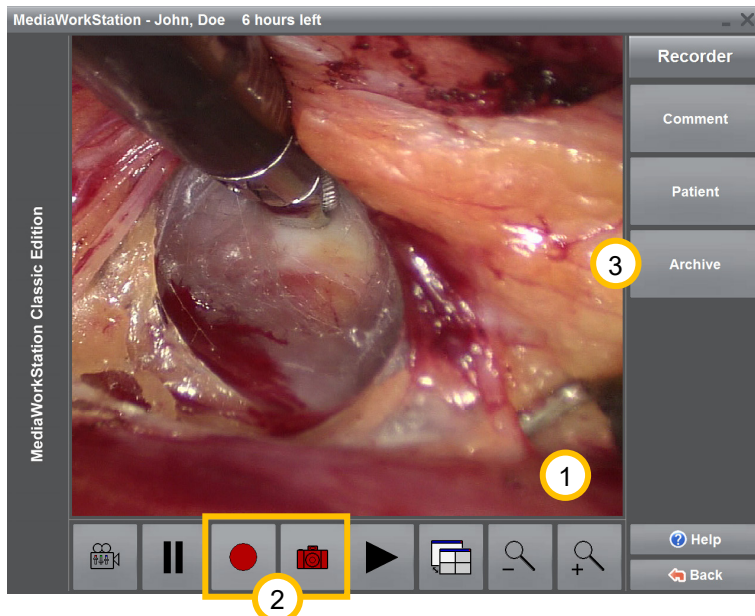 MediaWorkStation - John, Doe 6 hours left
Recorder
Comment
Patient
3
Archive
MediaWorkStation Classic Edition
1
2
Help
Back